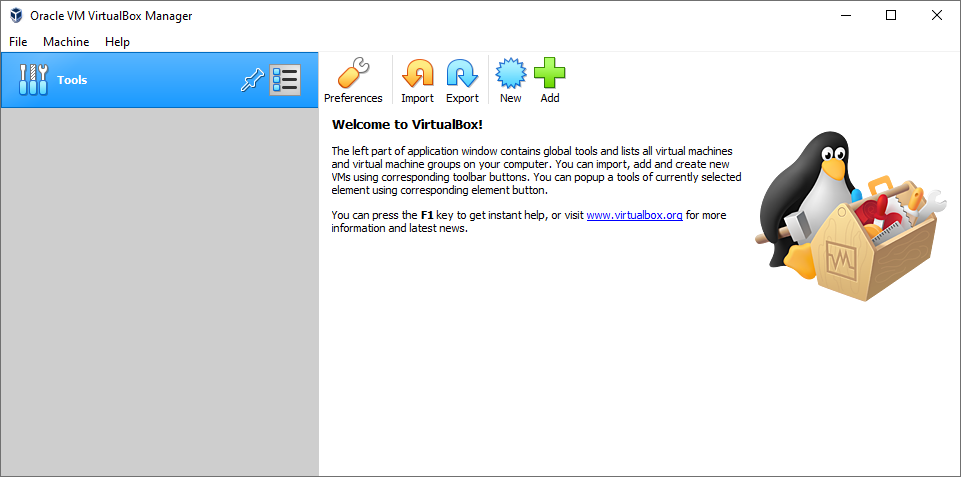 Oracle VM VirtualBox Manager
File Machine Help
Tools
Preferences Import Export New Add
Welcome to VirtualBox!
The left part of application window contains global tools and lists all virtual machines
and virtual machine groups on your computer. You can import, add and create new
VMs using corresponding toolbar buttons. You can popup a tools of currently selected
element using corresponding element button.
You can press the F1 key to get instant help, or visit www.virtualbox.org for more
information and latest news.